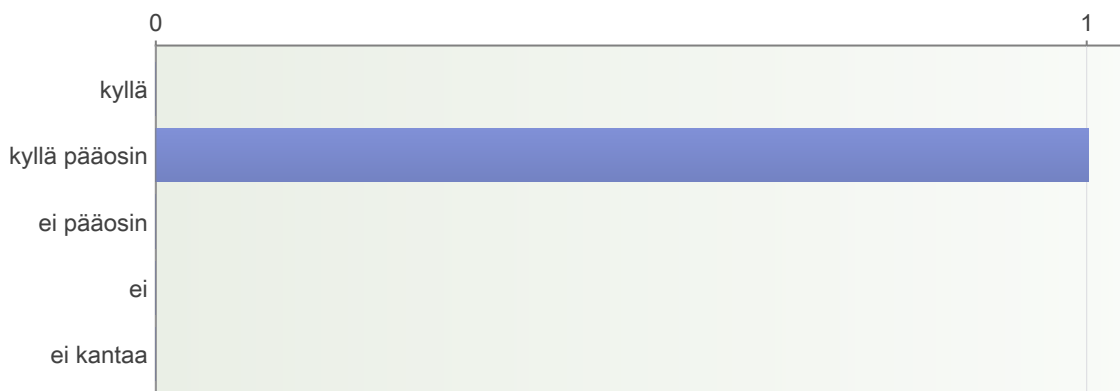 0 1
kyllä
kyllä pääosin
ei pääosin
ei
ei kantaa